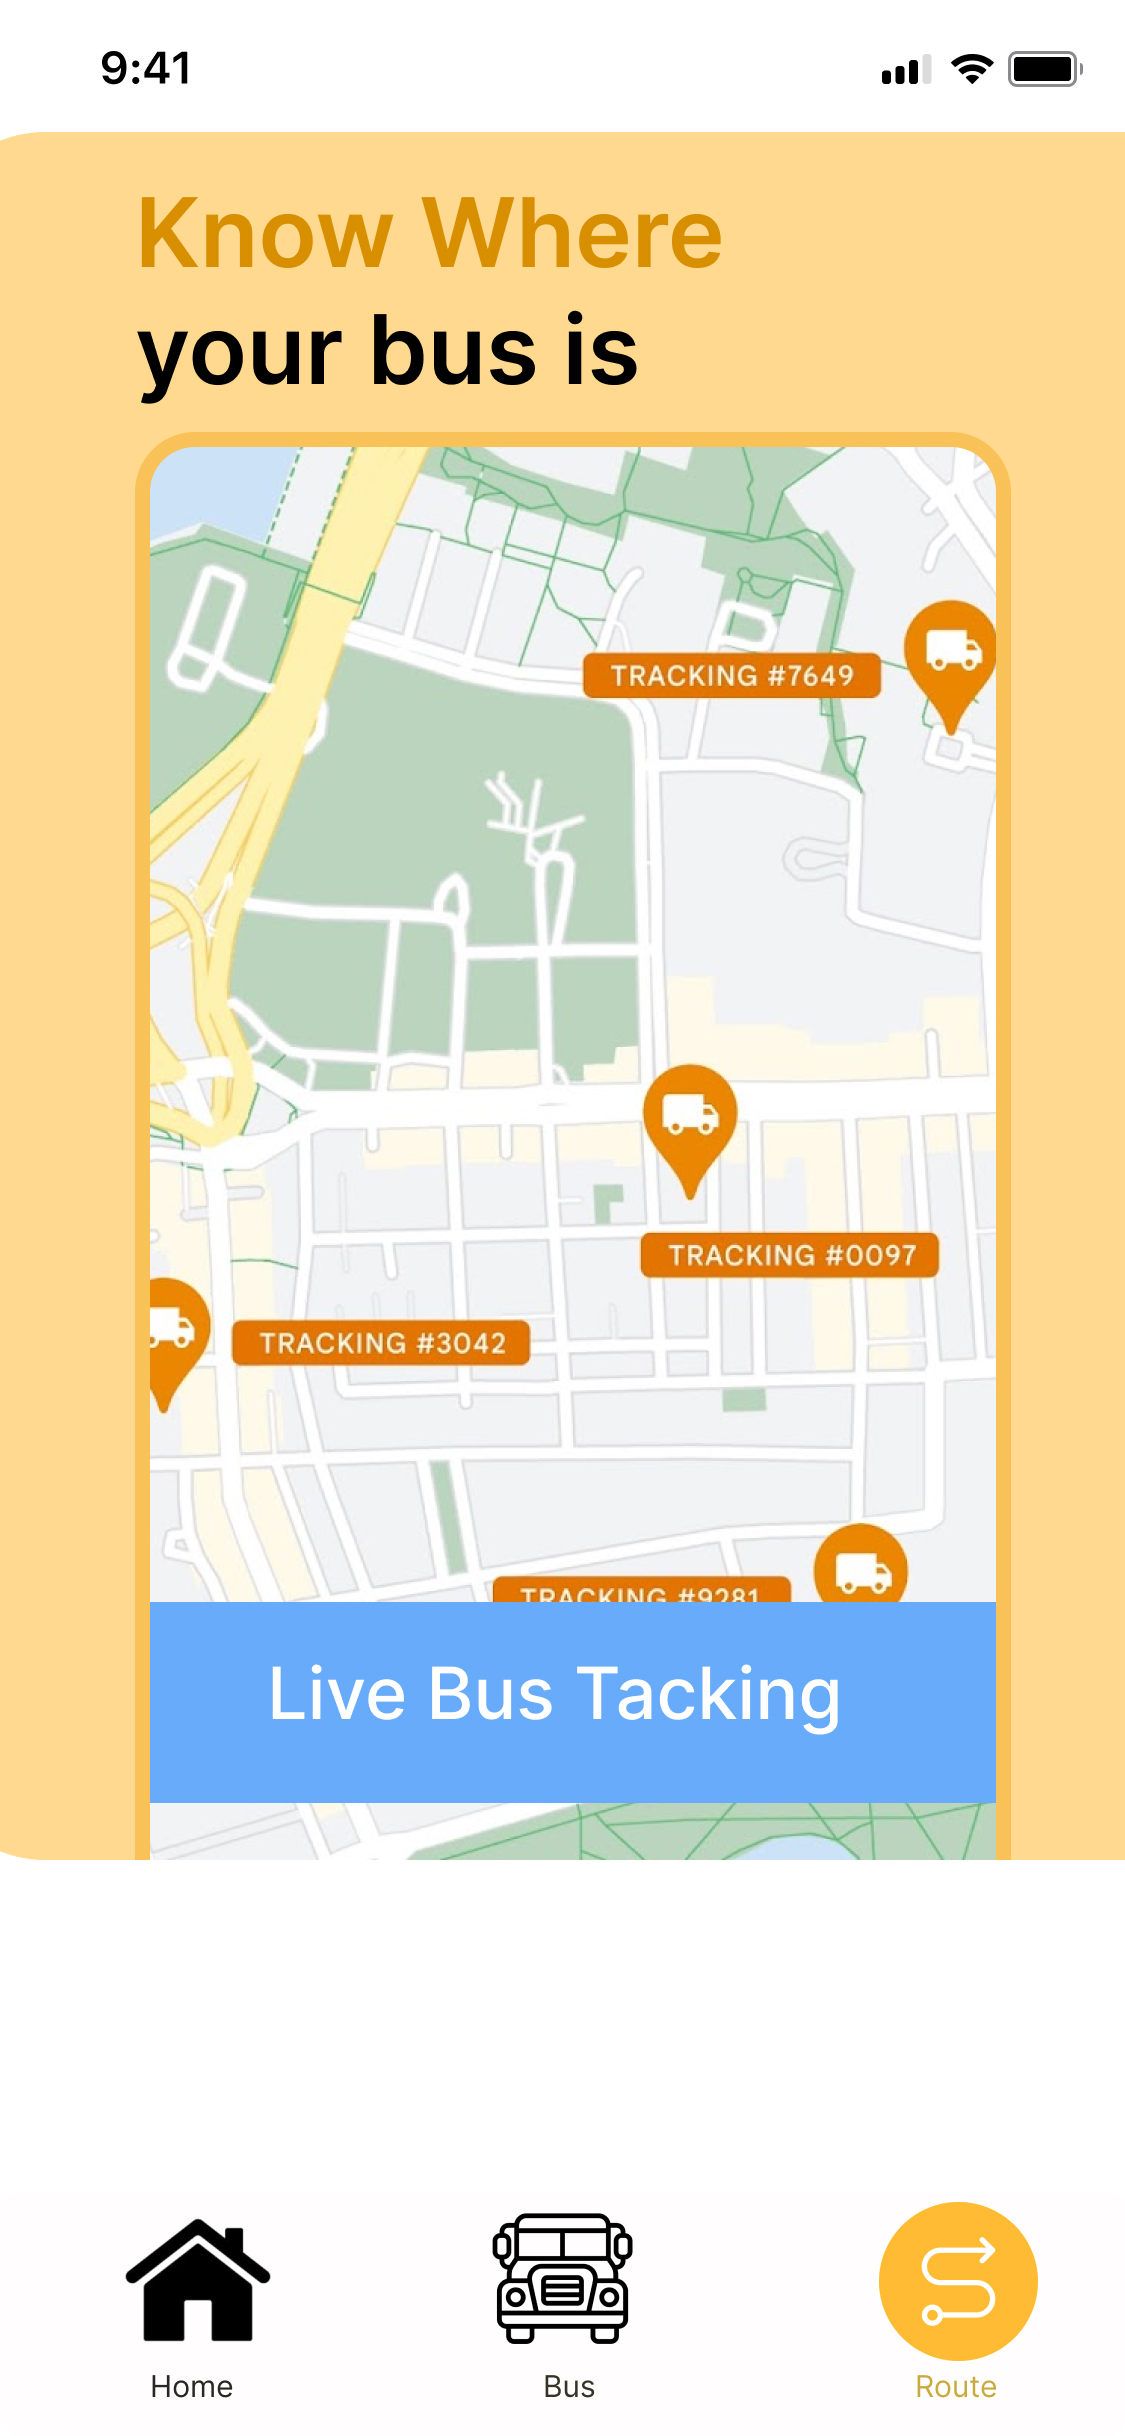 9:41
Know Where
your bus is
TRACKING #7649
TRACKING #0097
TRACKING #3042
TRACKING #9281
Live Bus Tacking
Home
Bus
Route